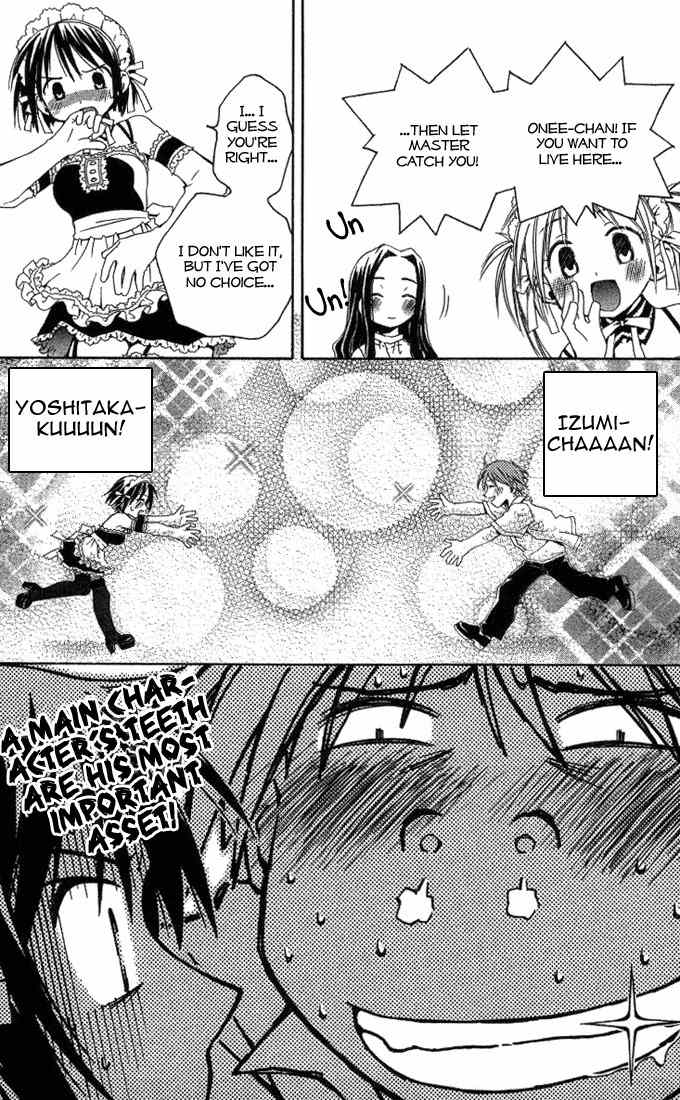 ONEE-CHAN! IF
YOU WANT TO
LIVE HERE...
...THEN LET
MASTER
CATCH YOU!
Un
Un!
I... I
GUESS
YOU'RE
RIGHT...
I DON'T LIKE IT,
BUT I'VE GOT
NO CHOICE...
IZUMI-
CHAAAAN!
YOSHITAKA-
KUUUUN!
A MAIN CHAR-
ACTER'S TEETH
ARE HIS MOST
IMPORTANT
ASSET!